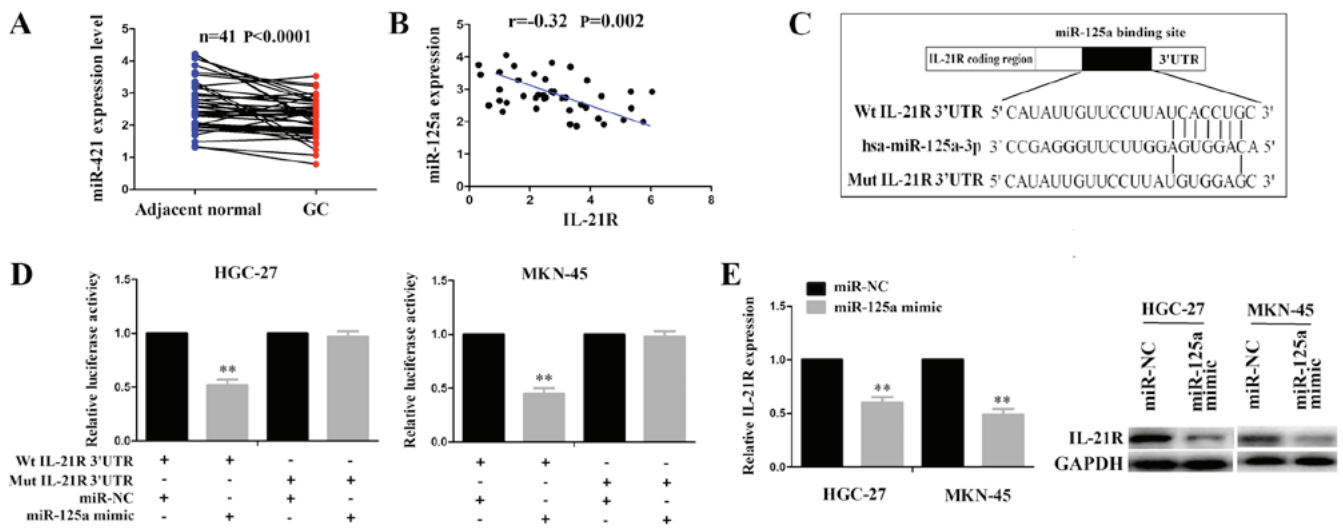 A
n=41 P<0.0001
miR-421 expression level
5
4
3
2
1
0
Adjacent normal
GC
B
r=-0.32 P=0.002
miR-125a expression
5
4
3
2
1
0
0
2
4
6
8
IL-21R
C
miR-125a binding site
IL-21R coding region
3'UTR
Wt IL-21R 3'UTR 5' CAUAUUGUUCCUUAUCACCUGC 3'
hsa-miR-125a-3p 3' CCGAGGGUUCUUGGAGUGGACA 5'
Mut IL-21R 3'UTR 5' CAUAUUGUUCCUUAUGUGGAGC 3'
D
HGC-27
Relative luciferase activiey
1.5
1.0
0.5
0.0
**
MKN-45
Relative luciferase activiey
1.5
1.0
0.5
0.0
**
Wt IL-21R 3'UTR + + - - + + - -
Mut IL-21R 3'UTR - - + + - - + +
miR-NC + - + - + - + -
miR-125a mimic - + - + - + - +
E
miR-NC
miR-125a mimic
Relative IL-21R expression
1.5
1.0
0.5
0.0
**
**
HGC-27
MKN-45
HGC-27
MKN-45
miR-NC
miR-125a
mimic
miR-NC
miR-125a
mimic
IL-21R
GAPDH